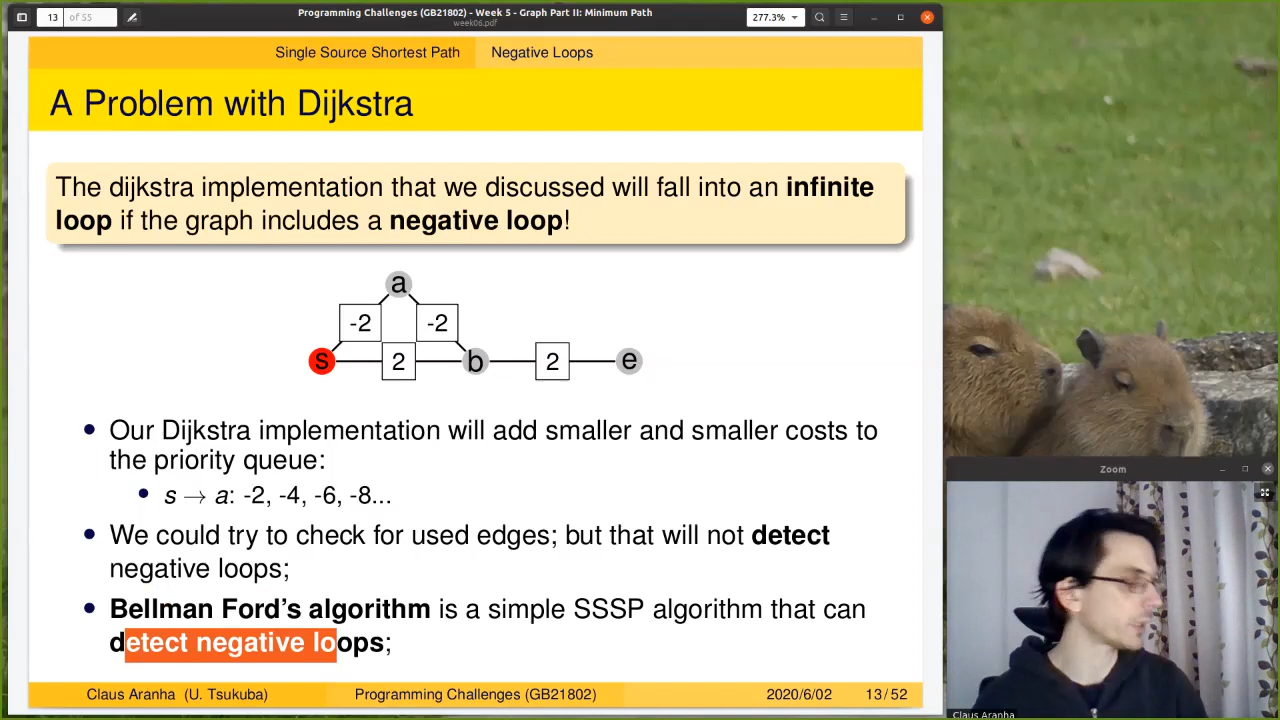 13
of 55
Programming Challenges (GB21802) - Week 5 - Graph Part II: Minimum Path
week06.pdf
277.3%
Single Source Shortest Path
Negative Loops
A Problem with Dijkstra
The dijkstra implementation that we discussed will fall into an infinite
loop if the graph includes a negative loop!
a
-2
-2
s
2
b
2
e
Our Dijkstra implementation will add smaller and smaller costs to
the priority queue:
s → a: -2, -4, -6, -8...
We could try to check for used edges; but that will not detect
negative loops;
Bellman Ford's algorithm is a simple SSSP algorithm that can
detect negative loops;
Claus Aranha (U. Tsukuba)
Programming Challenges (GB21802)
2020/6/02
13/52
Zoom
Claus Aranha